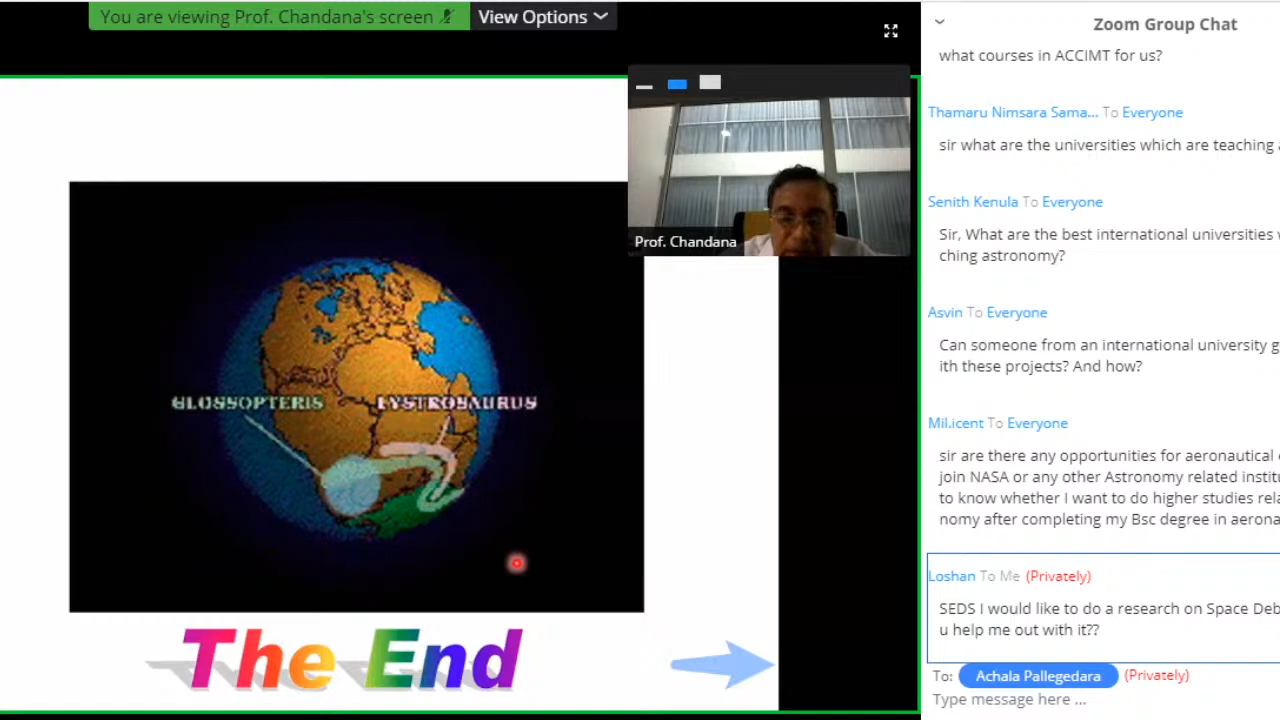 You are viewing Prof. Chandana's screen
View Options
Prof. Chandana
GLOSSOPTERIS
LYSTROSAURUS
The End
Zoom Group Chat
what courses in ACCIMT for us?
Thamaru Nimsara Sama... To Everyone
sir what are the universities which are teaching
Senith Kenula To Everyone
Sir, What are the best international universities
ching astronomy?
Asvin To Everyone
Can someone from an international university
ith these projects? And how?
Mil.icent To Everyone
sir are there any opportunities for aeronautical
join NASA or any other Astronomy related
to know whether I want to do higher studies
nomy after completing my Bsc degree in
Loshan To Me (Privately)
SEDS I would like to do a research on Space
u help me out with it??
To: Achala Pallegedara (Privately)
Type message here ...